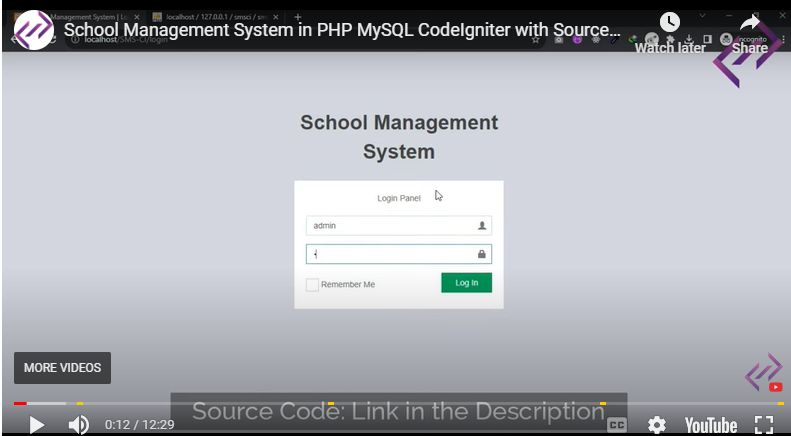 Management System | Lo
localhost / 127.0.0.1 / smsci / sm
School Management System in PHP MySQL CodeIgniter with Source...
localhost/SMS-CI/login
Incognito
Watch later
Share
School Management
System
Login Panel
admin
Remember Me
Log In
MORE VIDEOS
Source Code: Link in the Description
0:12 / 12:29
CC
YouTube